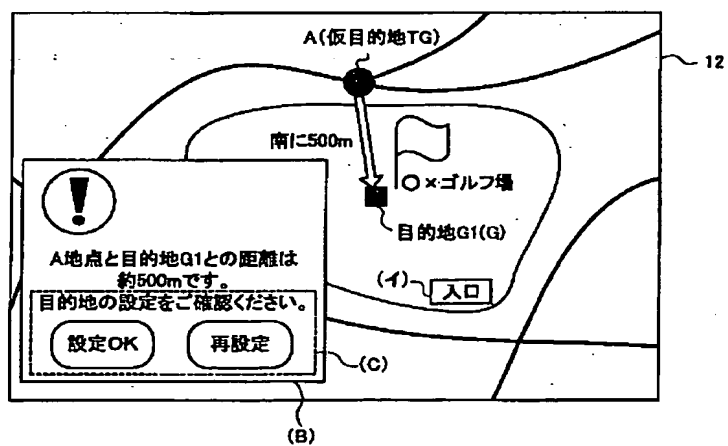 A(仮目的地TG)
12
南に500m
○×ゴルフ場
目的地G1(G)
(イ)
入口
!
A地点と目的地G1との距離は
約500mです。
目的地の設定をご確認ください。
設定OK
再設定
(C)
(B)